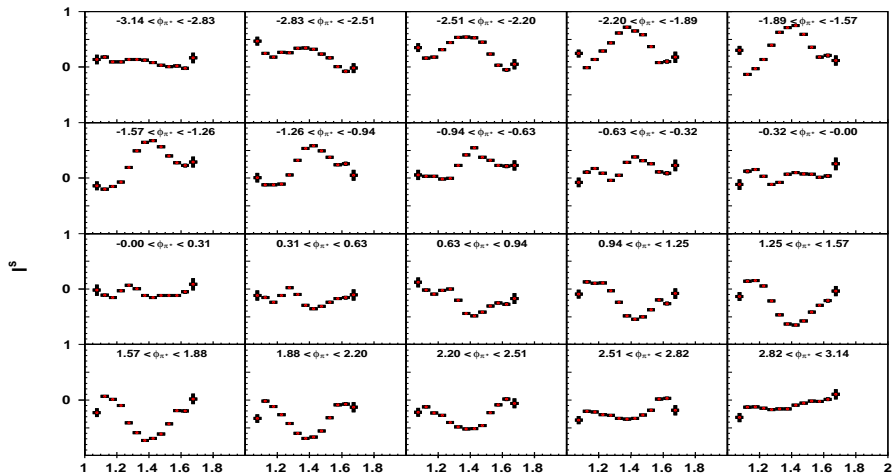 1
-3.14 < ϕπ+ < -2.83
-2.83 < ϕπ+ < -2.51
-2.51 < ϕπ+ < -2.20
-2.20 < ϕπ+ < -1.89
-1.89 < ϕπ+ < -1.57
0
1
-1.57 < ϕπ+ < -1.26
-1.26 < ϕπ+ < -0.94
-0.94 < ϕπ+ < -0.63
-0.63 < ϕπ+ < -0.32
-0.32 < ϕπ+ < -0.00
0
1
-0.00 < ϕπ+ < 0.31
0.31 < ϕπ+ < 0.63
0.63 < ϕπ+ < 0.94
0.94 < ϕπ+ < 1.25
1.25 < ϕπ+ < 1.57
Is
0
1
1.57 < ϕπ+ < 1.88
1.88 < ϕπ+ < 2.20
2.20 < ϕπ+ < 2.51
2.51 < ϕπ+ < 2.82
2.82 < ϕπ+ < 3.14
0
1 1.2 1.4 1.6 1.8 1.2 1.4 1.6 1.8 1.2 1.4 1.6 1.8 1.2 1.4 1.6 1.8 1.2 1.4 1.6 1.8 2